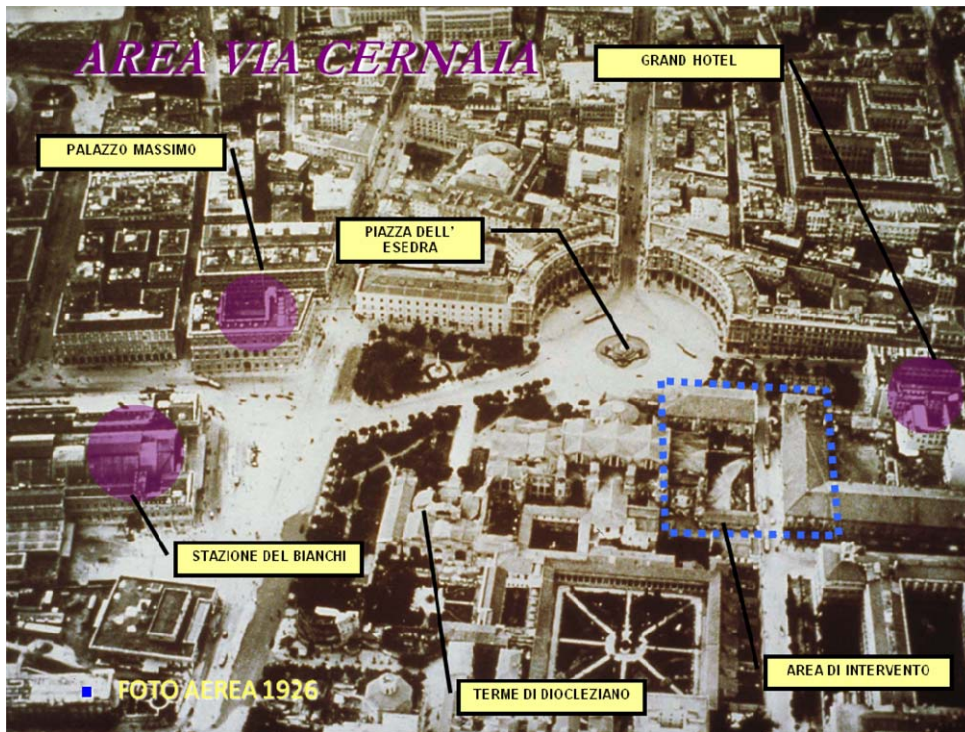 AREA VIA CERNAIA
GRAND HOTEL
PALAZZO MASSIMO
PIAZZA DELL'
ESEDRA
STAZIONE DEL BIANCHI
AREA DI INTERVENTO
TERME DI DIOCLEZIANO
FOTO AEREA 1926